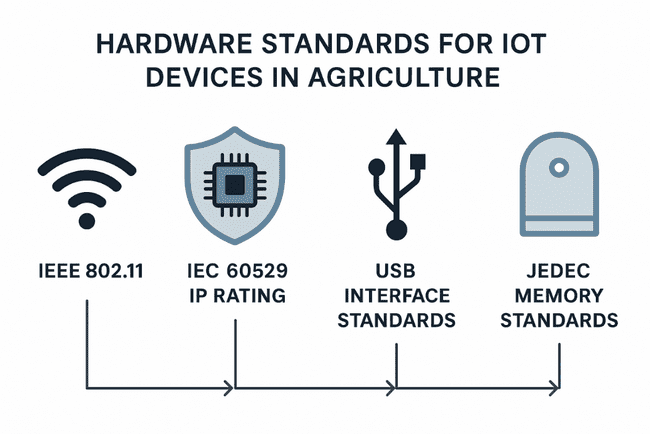 HARDWARE STANDARDS FOR IOT
DEVICES IN AGRICULTURE
IEEE 802.11
IEC 60529
IP RATING
USB
INTERFACE
STANDARDS
JEDEC
MEMORY
STANDARDS